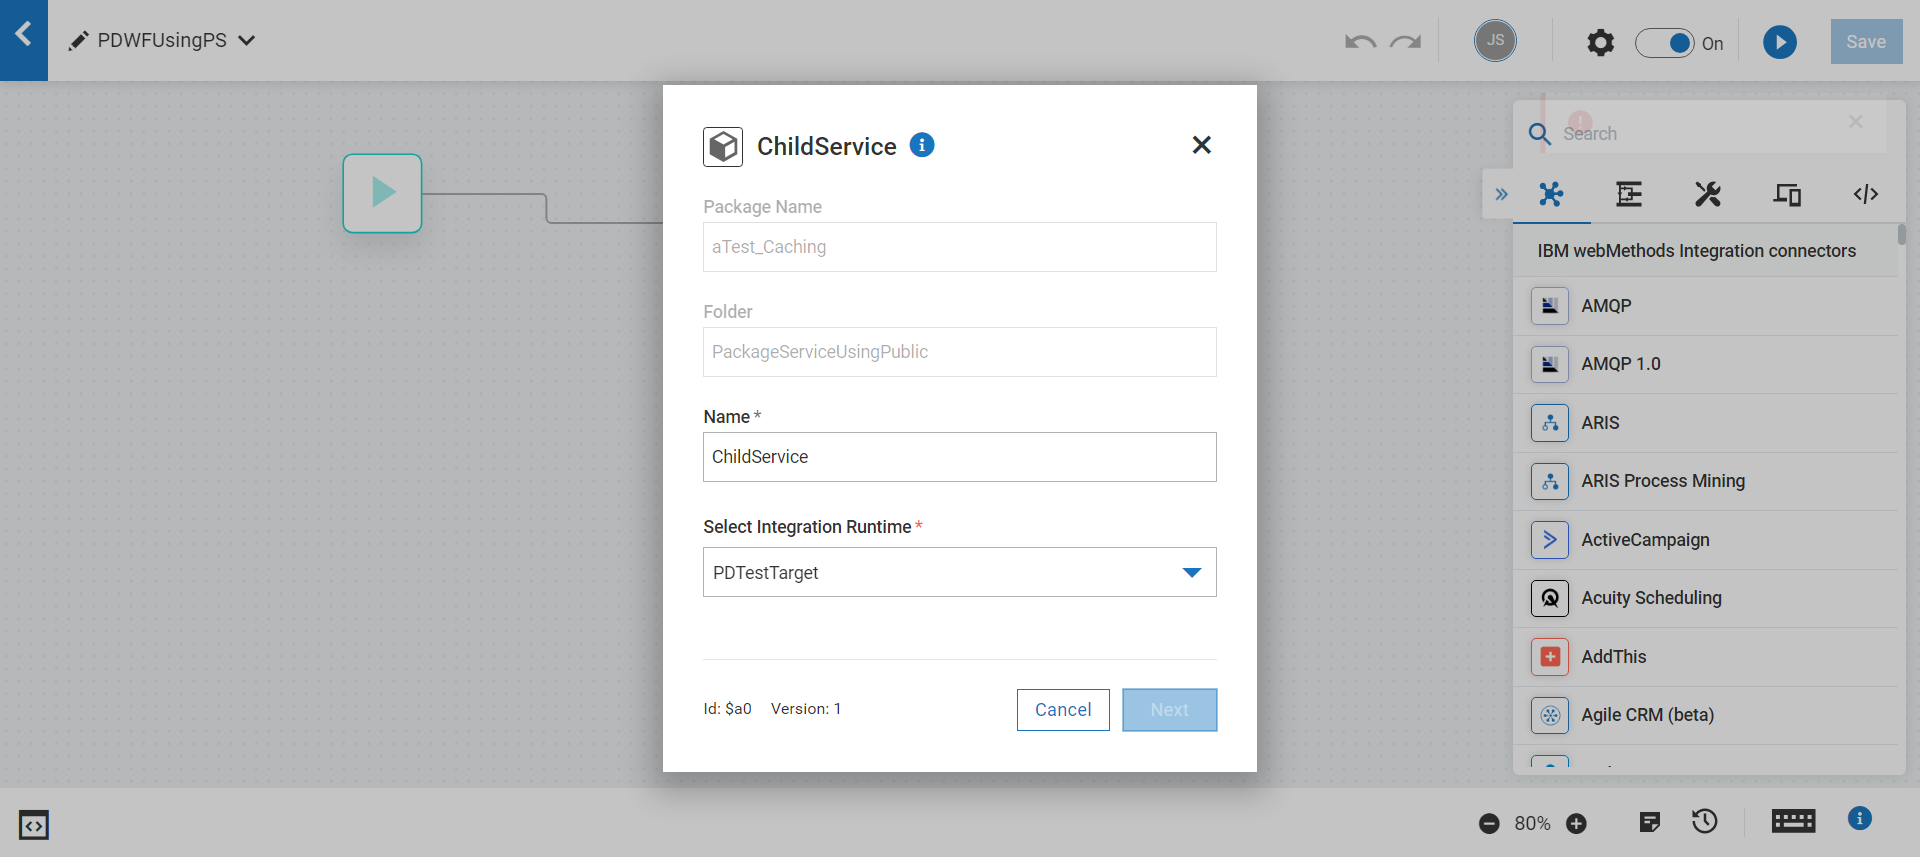 PDWFUsingPS
JS
On
Save
ChildService
Package Name
aTest_Caching
Folder
PackageServiceUsingPublic
Name *
ChildService
Select Integration Runtime *
PDTestTarget
Id: $a0 Version: 1
Cancel
Next
Search
IBM webMethods Integration connectors
AMQP
AMQP 1.0
ARIS
ARIS Process Mining
ActiveCampaign
Acuity Scheduling
AddThis
Agile CRM (beta)
80%